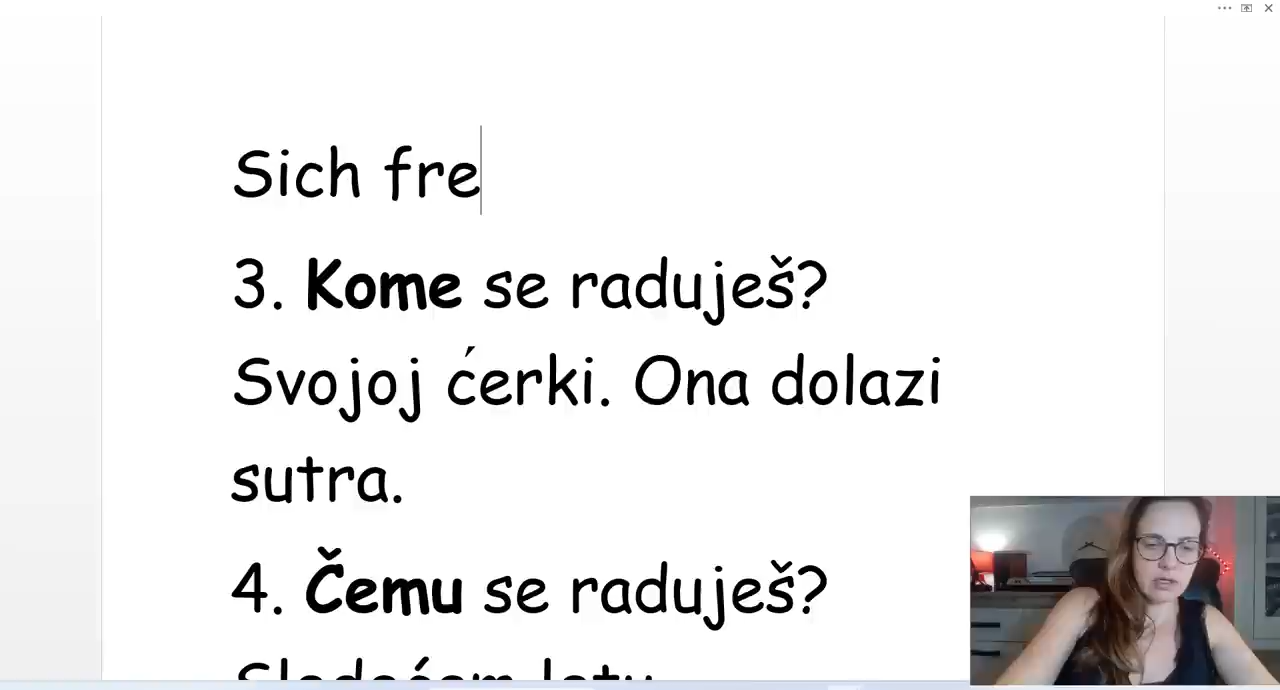 Sich fre
3. Kome se raduješ?
Svojoj ćerki. Ona dolazi
sutra.
4. Čemu se raduješ?